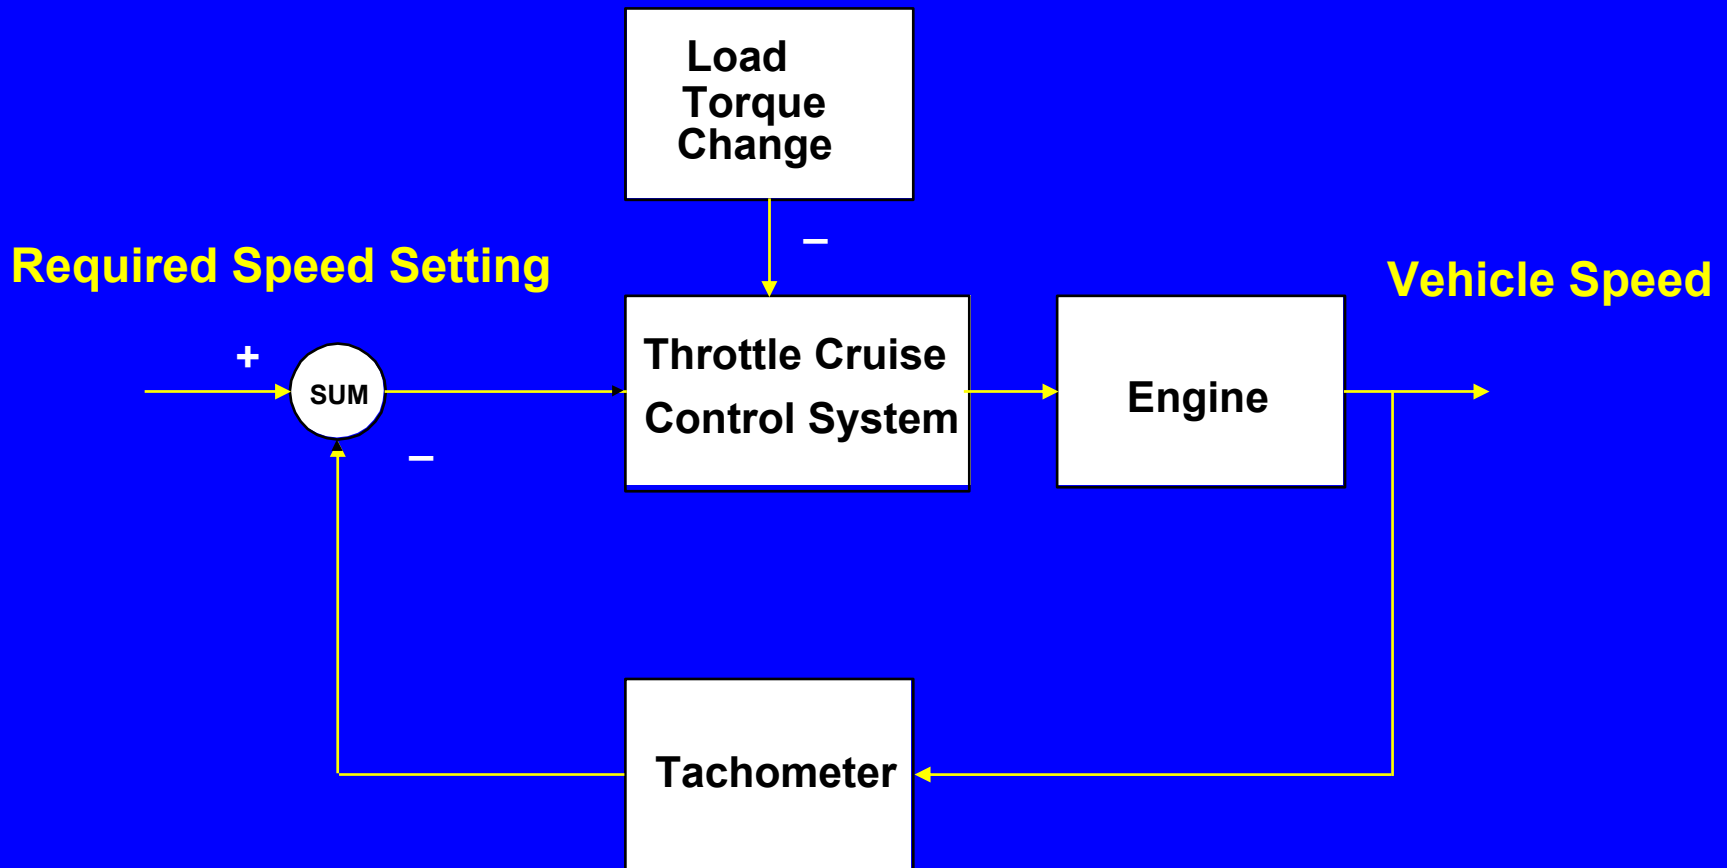 Load
Torque
Change
–
Required Speed Setting
Vehicle Speed
+
SUM
Throttle Cruise
Control System
Engine
–
Tachometer